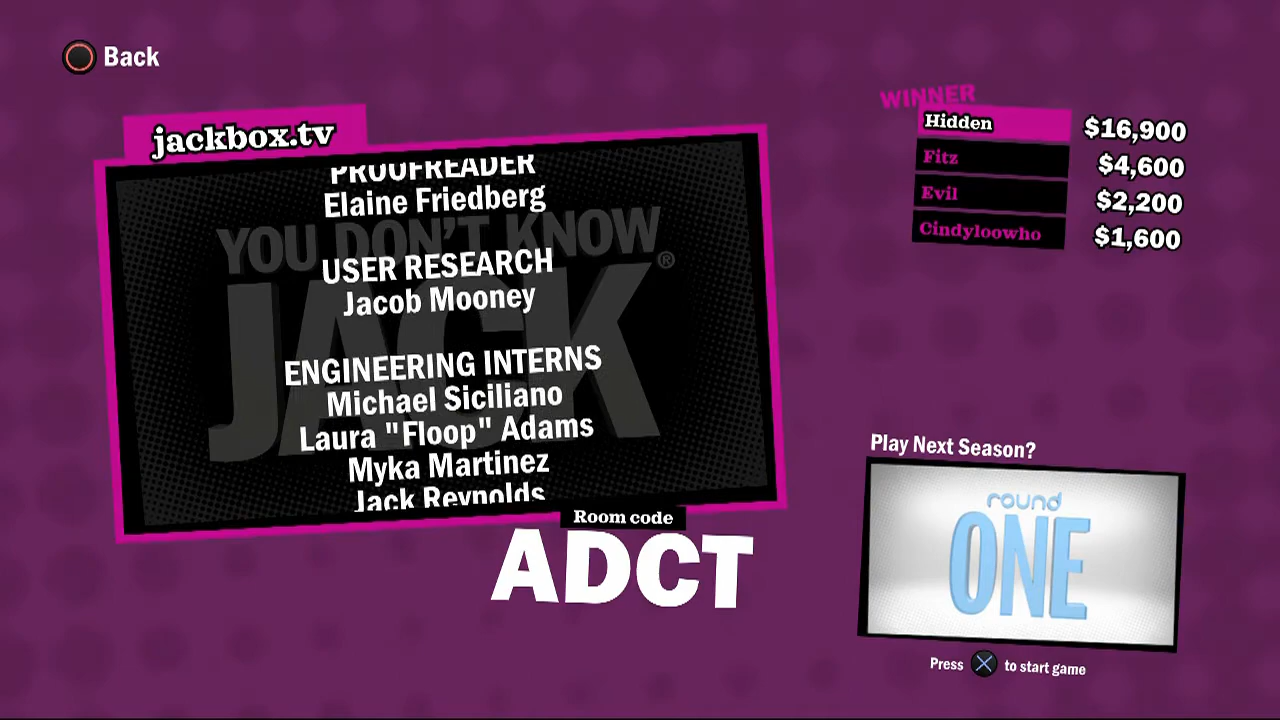 Back
jackbox.tv
PROOFREADER
Elaine Friedberg
YOU DON'T KNOW
JACK®
USER RESEARCH
Jacob Mooney
ENGINEERING INTERNS
Michael Siciliano
Laura "Floop" Adams
Myka Martinez
Jack Reynolds
Room code
ADCT
WINNER
Hidden $16,900
Fitz $4,600
Evil $2,200
Cindyloowho $1,600
Play Next Season?
round
ONE
Press X to start game